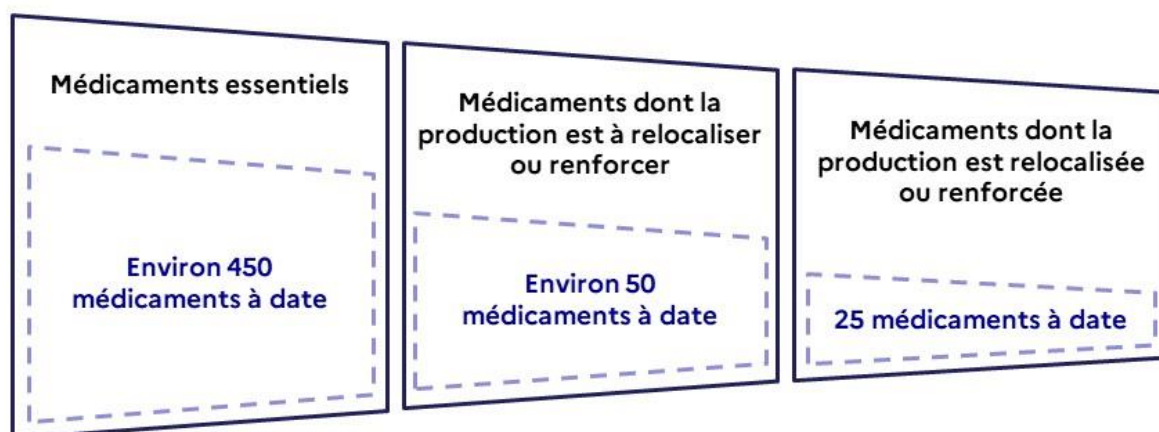 Médicaments essentiels
Environ 450
médicaments à date
Médicaments dont la
production est à relocaliser
ou renforcer
Environ 50
médicaments à date
Médicaments dont la
production est relocalisée
ou renforcée
25 médicaments à date